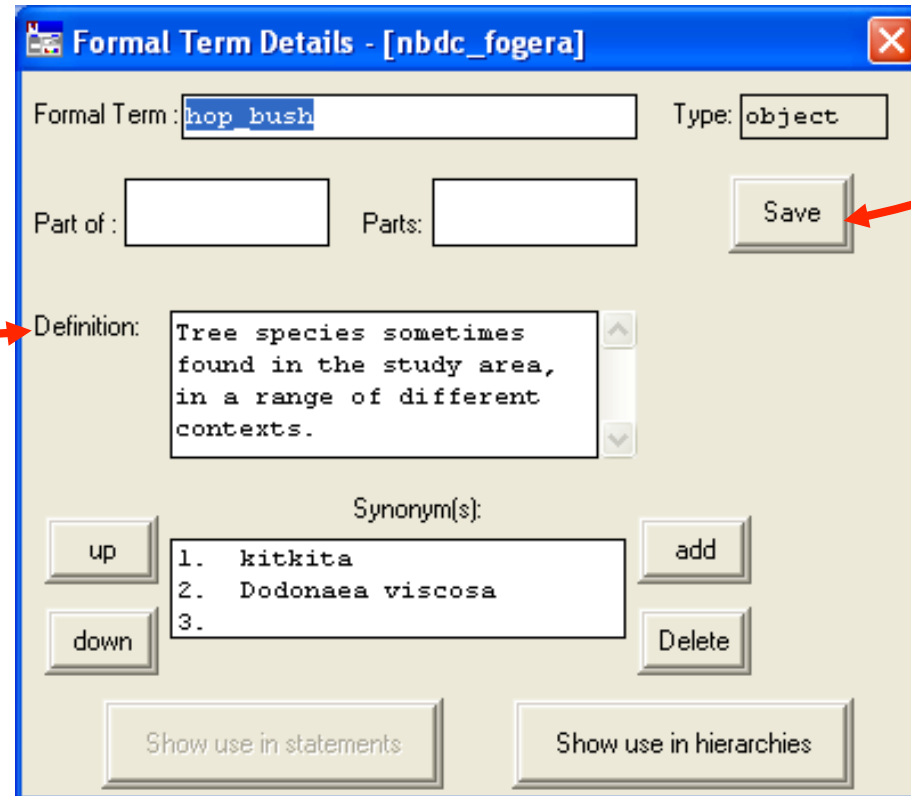 Formal Term Details - [nbdc_fogera]
Formal Term : hop_bush Type: object
Part of : Parts: Save
Definition: Tree species sometimes
found in the study area,
in a range of different
contexts.
Synonym(s):
up add
1. kitkita
2. Dodonaea viscosa
3.
down Delete
Show use in statements Show use in hierarchies